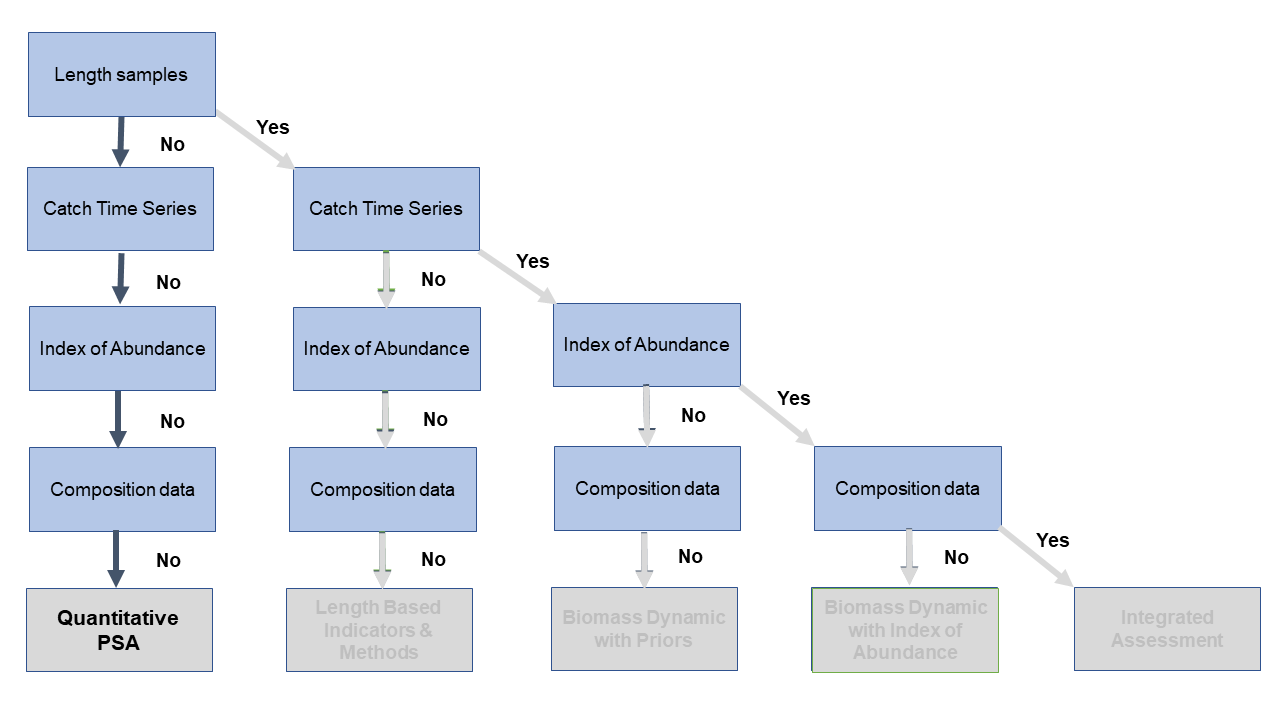 Length samples
Yes
No
Catch Time Series
Catch Time Series
Yes
No
No
Index of Abundance
Index of Abundance
Index of Abundance
Yes
No
No
No
Composition data
Composition data
Composition data
Composition data
Yes
No
No
No
No
Quantitative
PSA
Length Based
Indicators &
Methods
Biomass Dynamic
with Priors
Biomass Dynamic
with Index of
Abundance
Integrated
Assessment